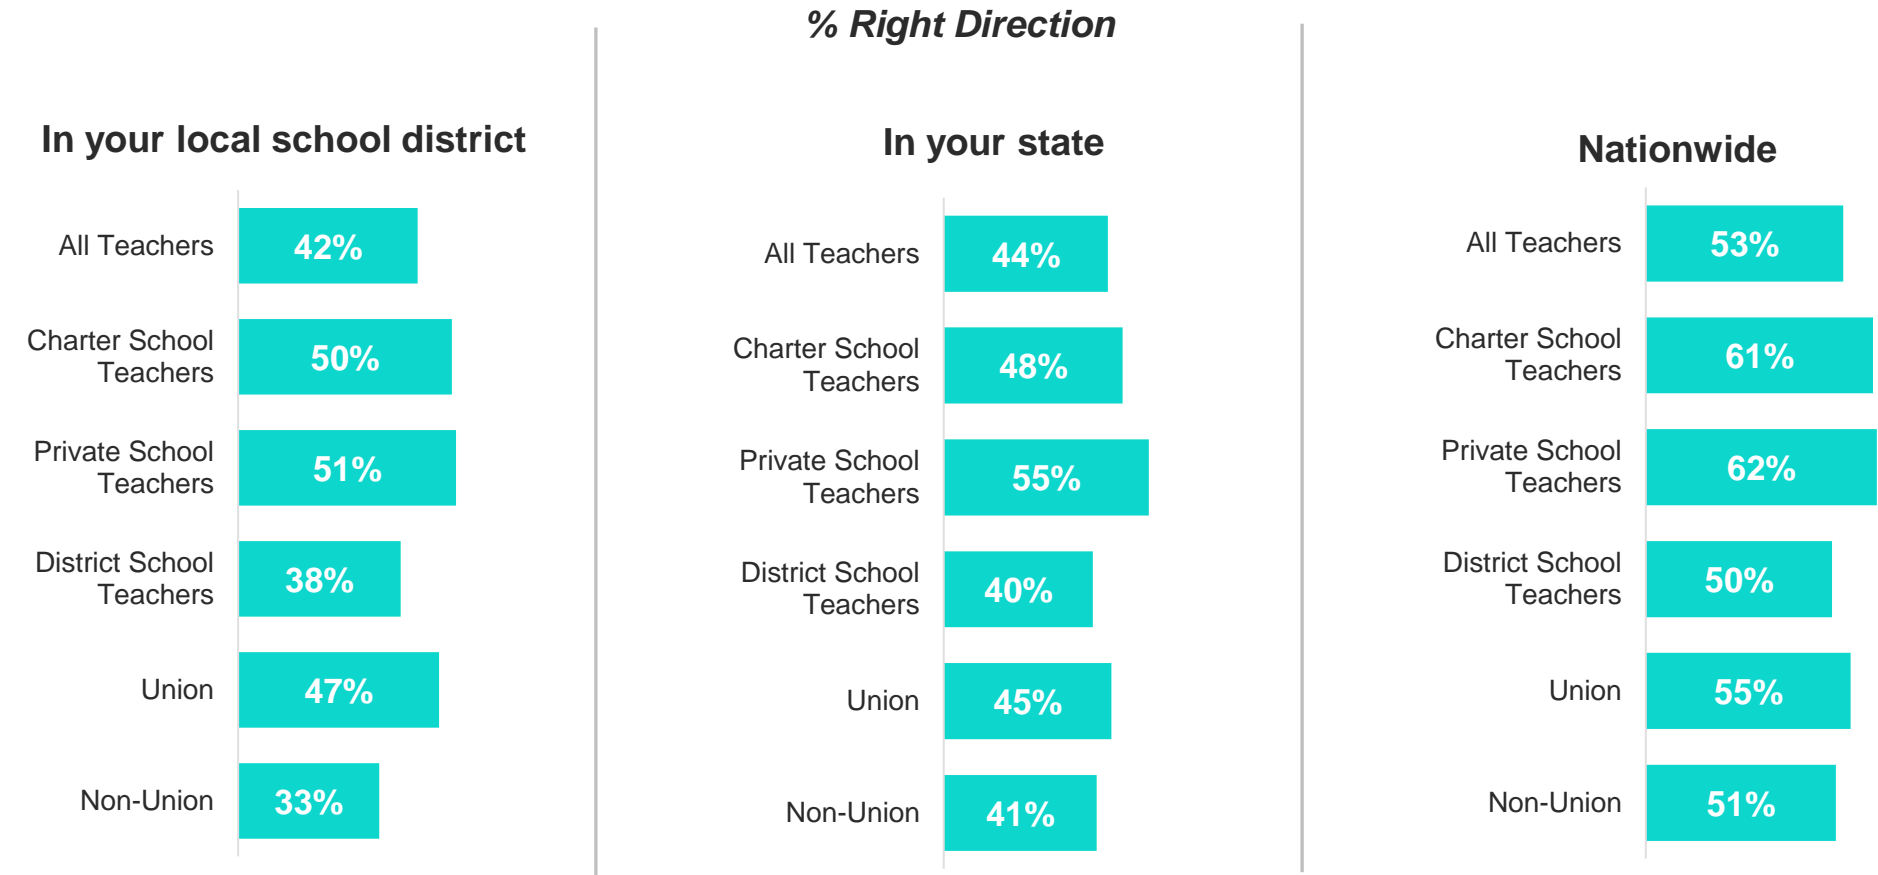 % Right Direction
In your local school district
All Teachers
42%
Charter School
Teachers
50%
Private School
Teachers
51%
District School
Teachers
38%
Union
47%
Non-Union
33%
In your state
All Teachers
44%
Charter School
Teachers
48%
Private School
Teachers
55%
District School
Teachers
40%
Union
45%
Non-Union
41%
Nationwide
All Teachers
53%
Charter School
Teachers
61%
Private School
Teachers
62%
District School
Teachers
50%
Union
55%
Non-Union
51%